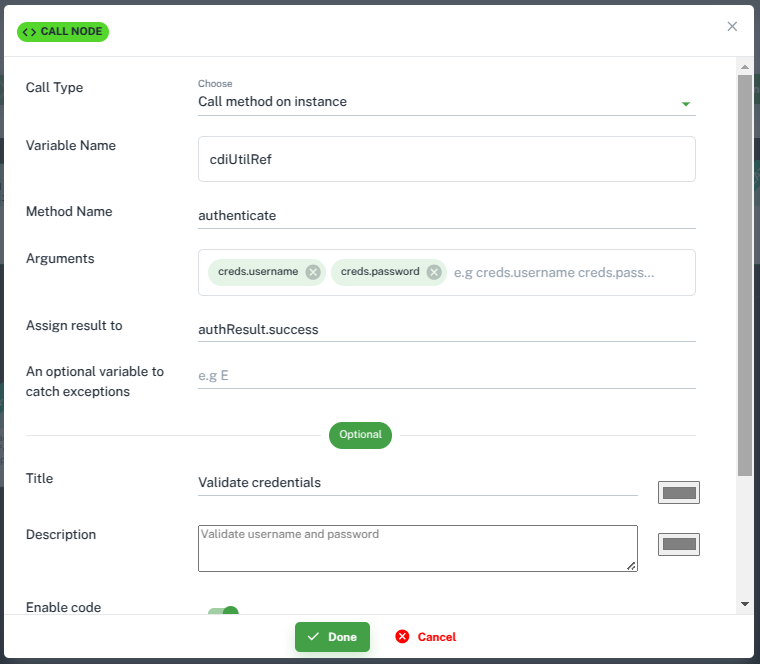 CALL NODE
Call Type
Choose
Call method on instance
Variable Name
cdiUtilRef
Method Name
authenticate
Arguments
creds.username
creds.password
e.g creds.username creds.pass...
Assign result to
authResult.success
An optional variable to
catch exceptions
e.g E
Optional
Title
Validate credentials
Description
Validate username and password
Enable code
Done
Cancel